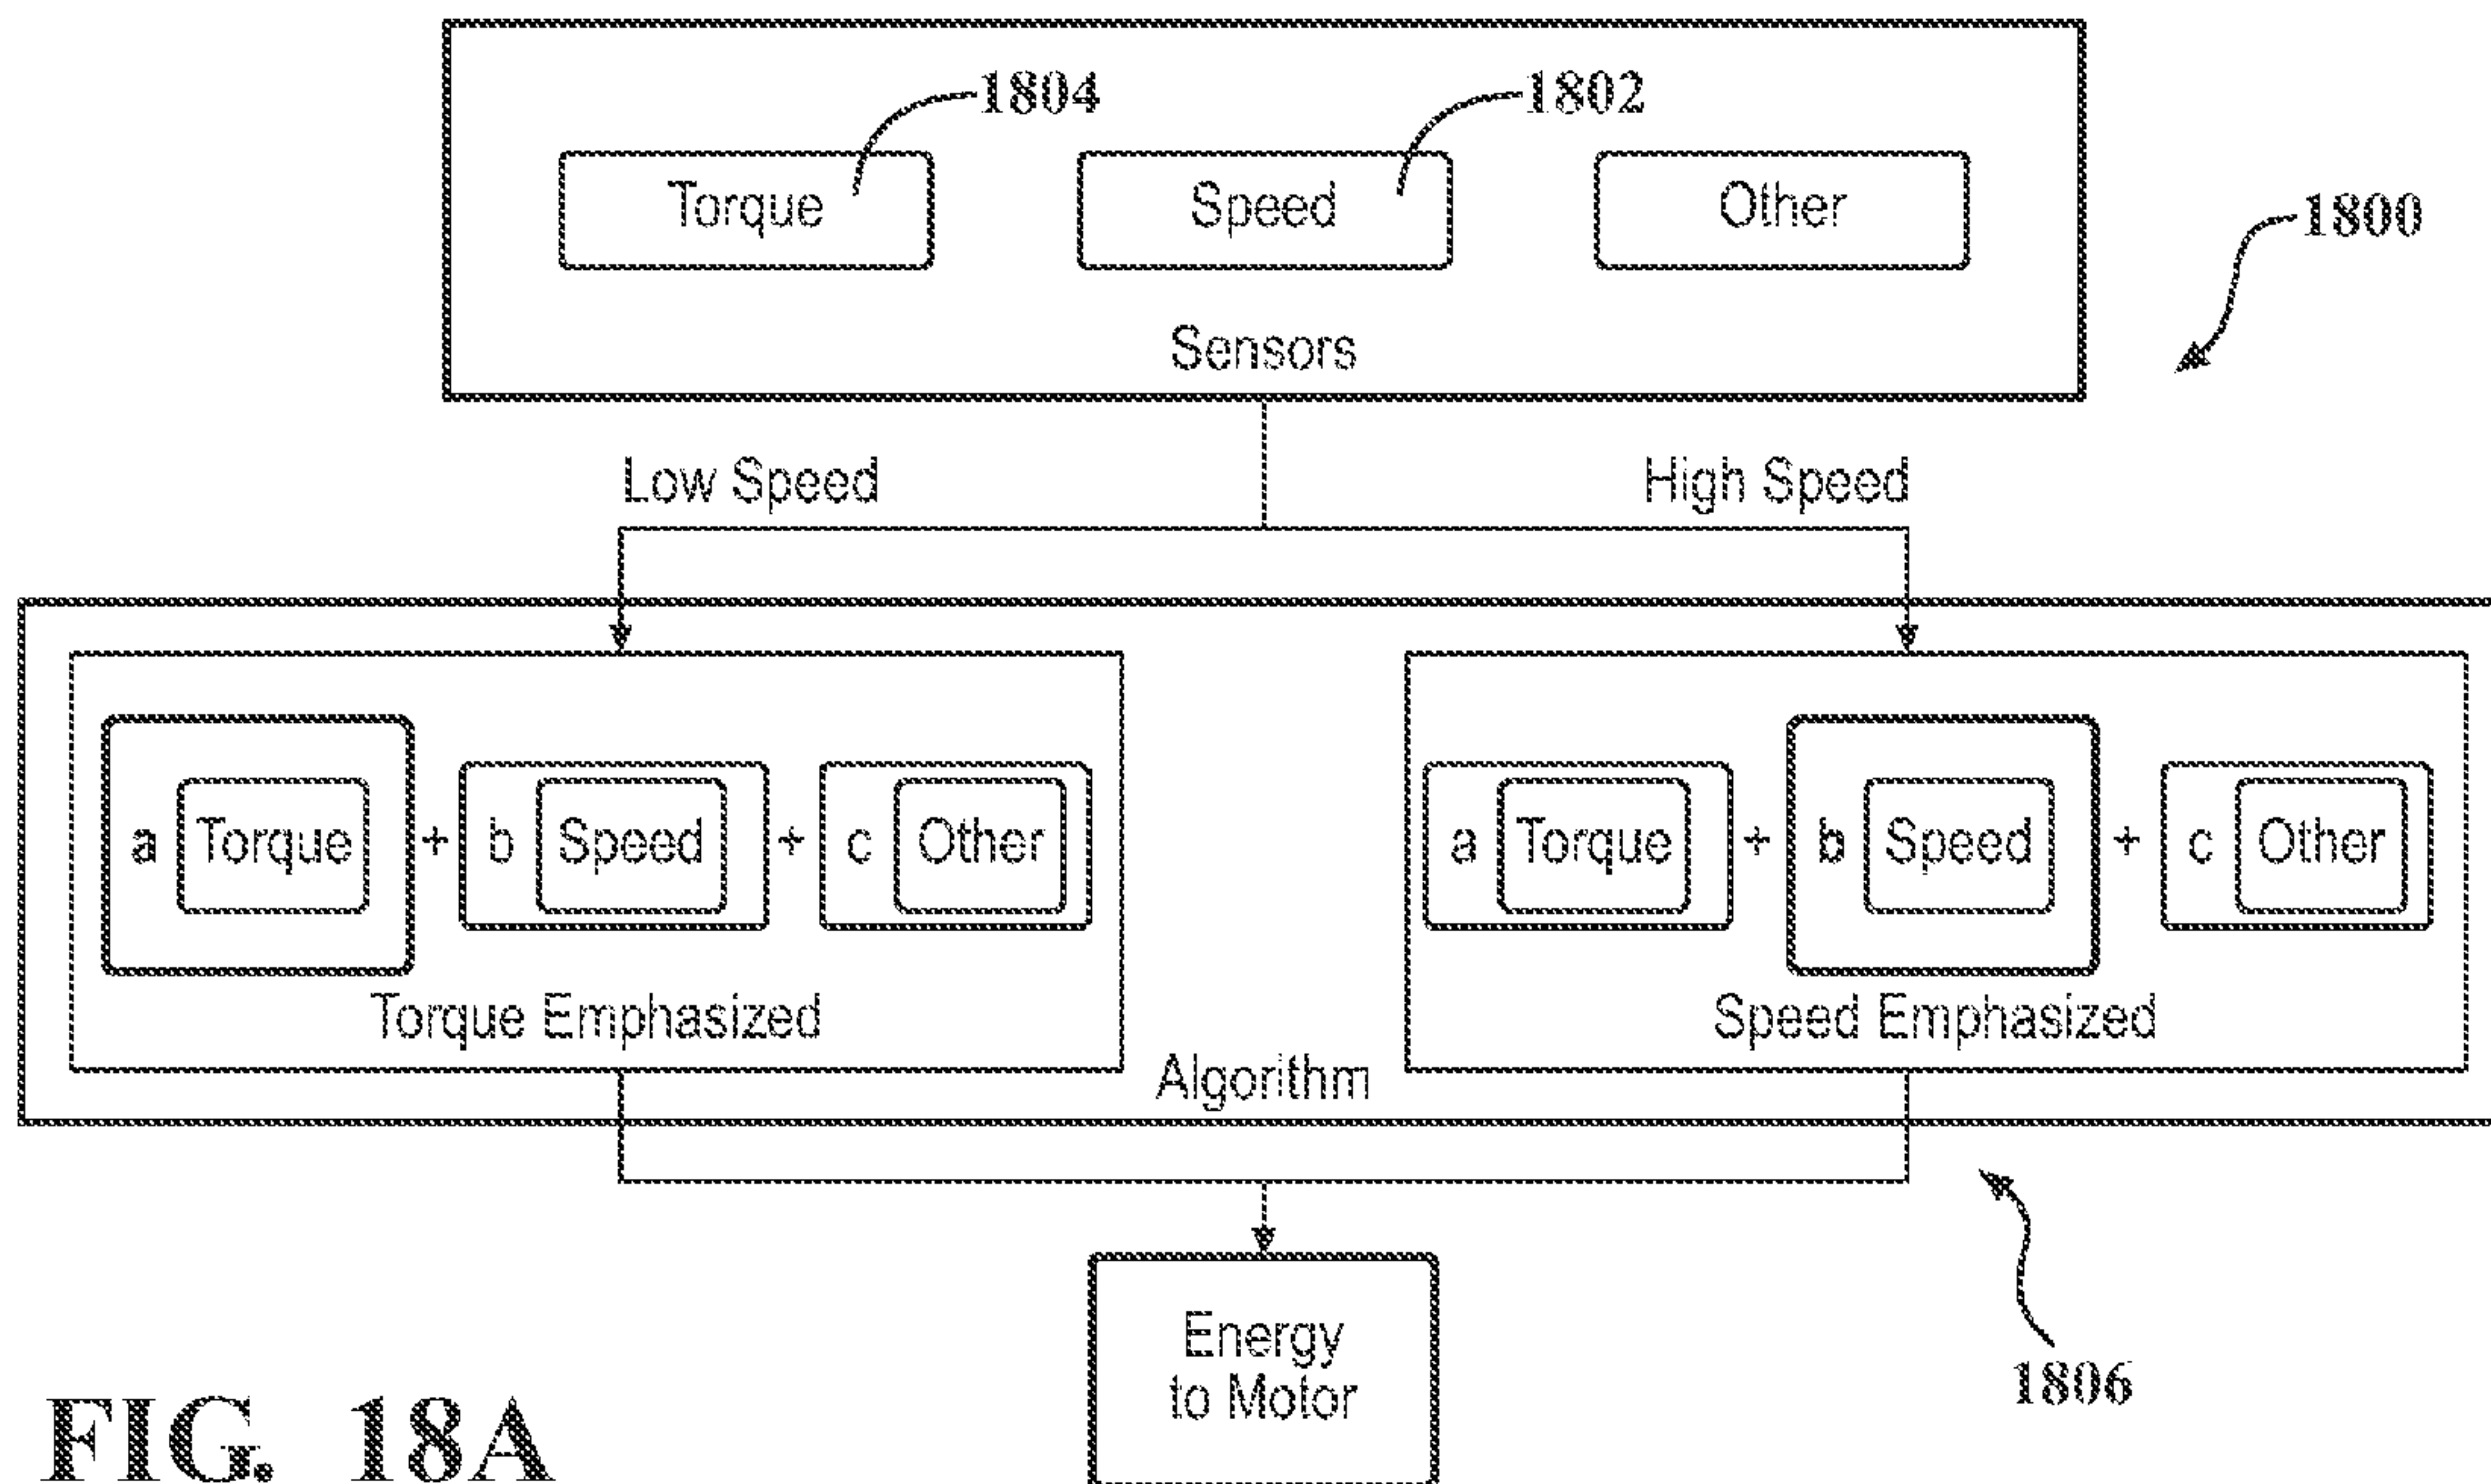 1804
1802
Torque
Speed
Other
1800
Sensors
Low Speed
High Speed
a Torque + b Speed + c Other
a Torque + b Speed + c Other
Torque Emphasized
Speed Emphasized
Algorithm
Energy
to Motor
1806
FIG. 18A